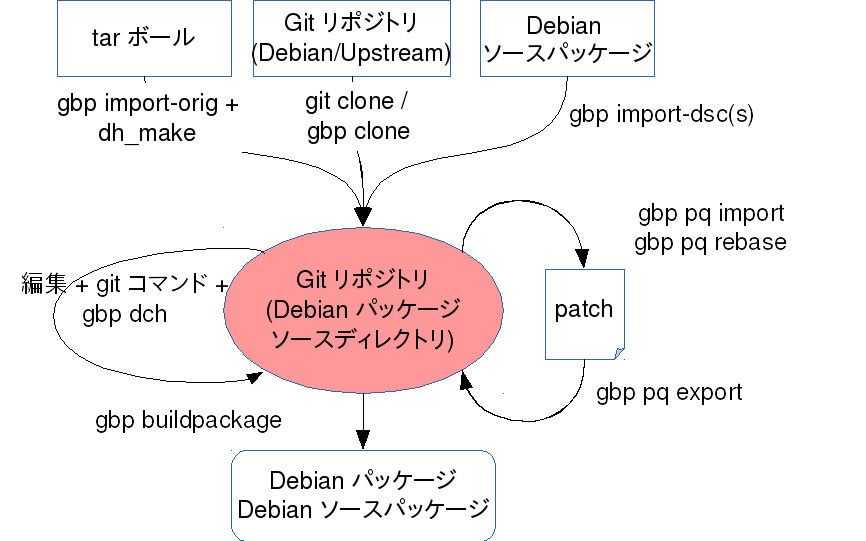 tar ボール
Git リポジトリ
(Debian/Upstream)
Debian
ソースパッケージ
gbp import-orig +
dh_make
git clone /
gbp clone
gbp import-dsc(s)
gbp pq import
gbp pq rebase
編集 + git コマンド +
gbp dch
Git リポジトリ
(Debian パッケージ
ソースディレクトリ)
patch
gbp pq export
gbp buildpackage
Debian パッケージ
Debian ソースパッケージ